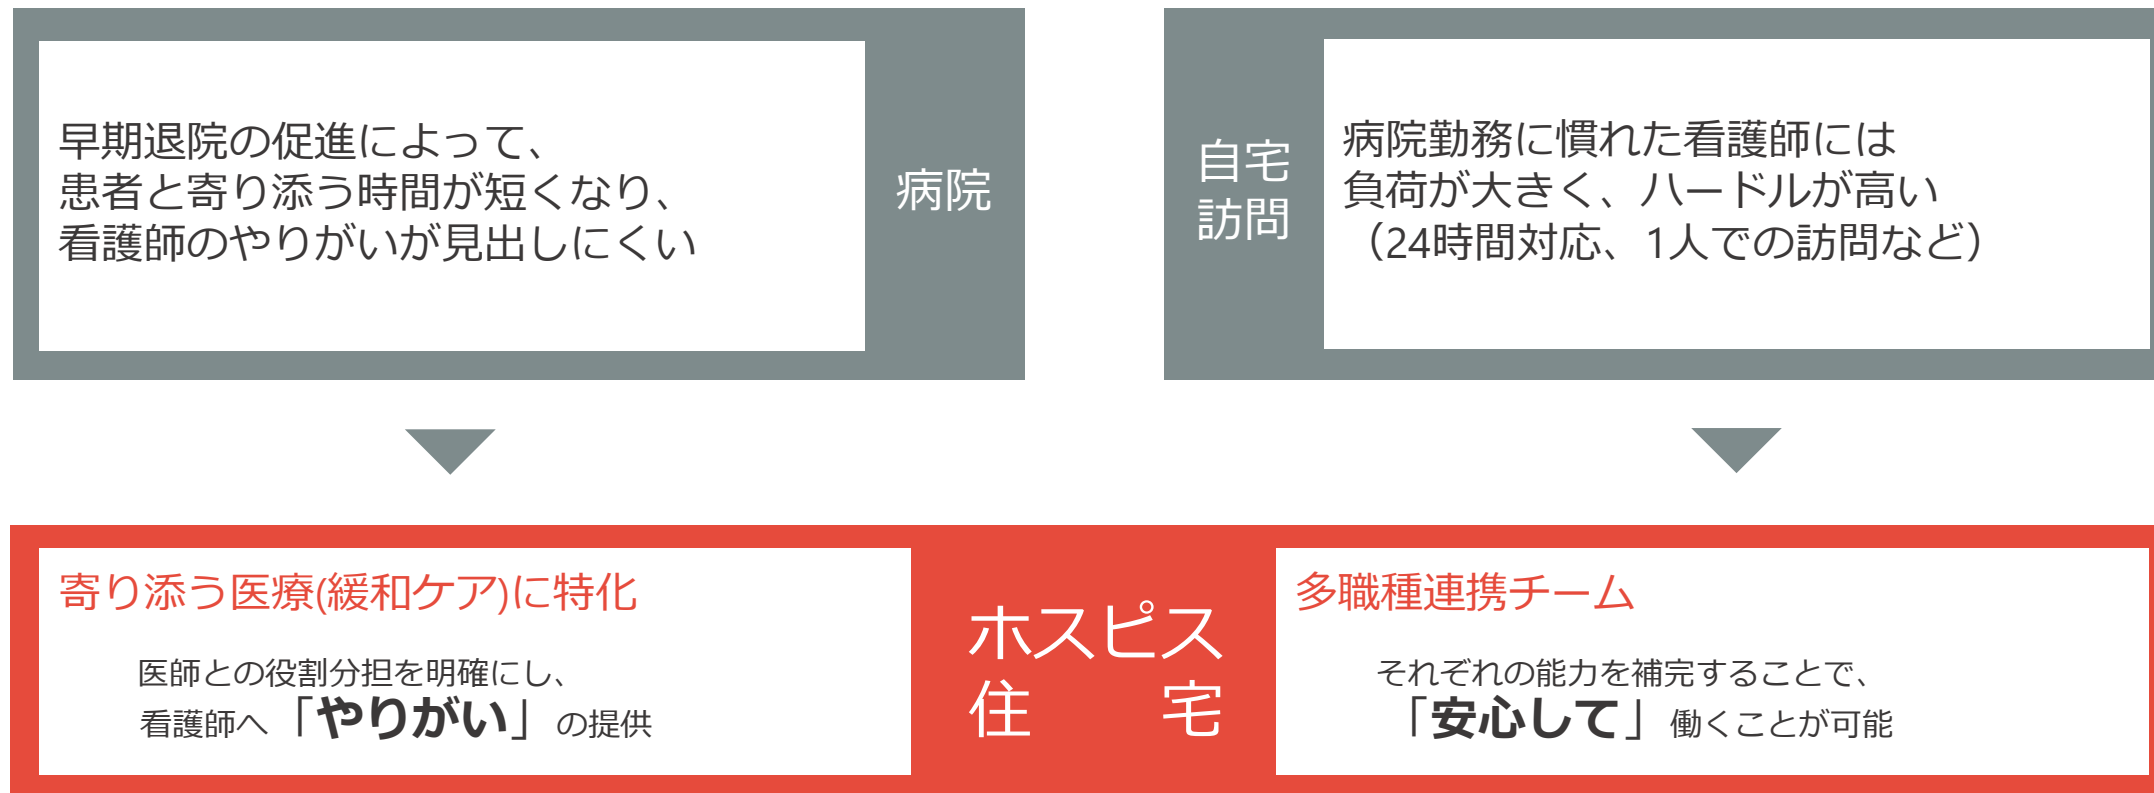 早期退院の促進によって、
患者と寄り添う時間が短くなり、
看護師のやりがいが見出しにくい
病院
自宅
訪問
病院勤務に慣れた看護師には
負荷が大きく、ハードルが高い
（24時間対応、1人での訪問など）
寄り添う医療(緩和ケア)に特化
医師との役割分担を明確にし、
看護師へ「やりがい」の提供
ホスピス
住　宅
多職種連携チーム
それぞれの能力を補完することで、
「安心して」働くことが可能